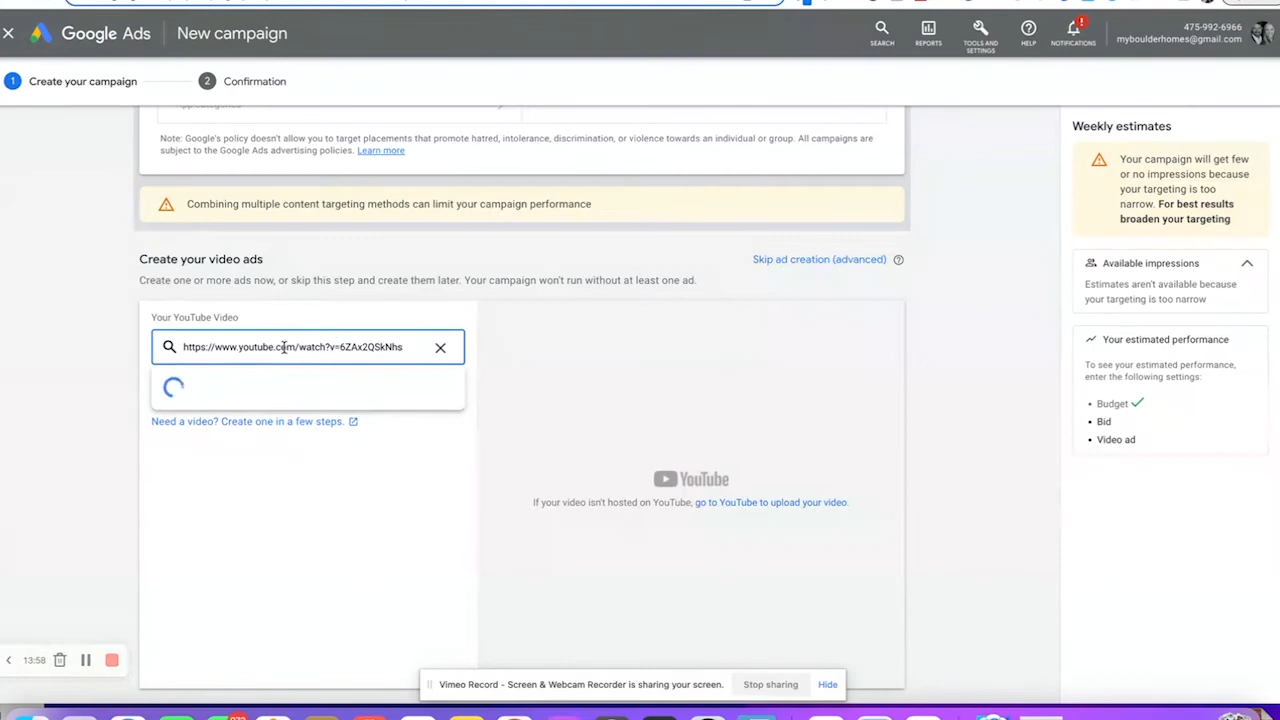 Google Ads
New campaign
SEARCH
REPORTS
TOOLS AND
SETTINGS
HELP
!
NOTIFICATIONS
475-992-6966
myboulderhomes@gmail.com
1
Create your campaign
2
Confirmation
Note: Google's policy doesn't allow you to target placements that promote hatred, intolerance, discrimination, or violence towards an individual or group. All campaigns are
subject to the Google Ads advertising policies. Learn more
Combining multiple content targeting methods can limit your campaign performance
Create your video ads
Skip ad creation (advanced)
Create one or more ads now, or skip this step and create them later. Your campaign won't run without at least one ad.
Your YouTube Video
https://www.youtube.com/watch?v=6ZAx2QSkNhs
Need a video? Create one in a few steps.
YouTube
If your video isn't hosted on YouTube, go to YouTube to upload your video.
Weekly estimates
Your campaign will get few
or no impressions because
your targeting is too
narrow. For best results
broaden your targeting
Available impressions
Estimates aren't available because
your targeting is too narrow
Your estimated performance
To see your estimated performance,
enter the following settings:
• Budget
• Bid
• Video ad
13:58
Vimeo Record - Screen & Webcam Recorder is sharing your screen.
Stop sharing
Hide